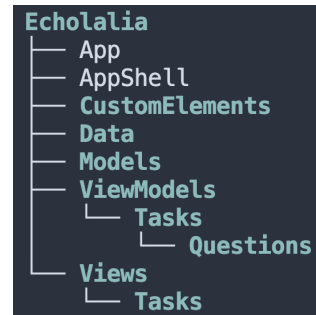 Echolalia
├── App
├── AppShell
├── CustomElements
├── Data
├── Models
├── ViewModels
│   └── Tasks
│       └── Questions
└── Views
    └── Tasks